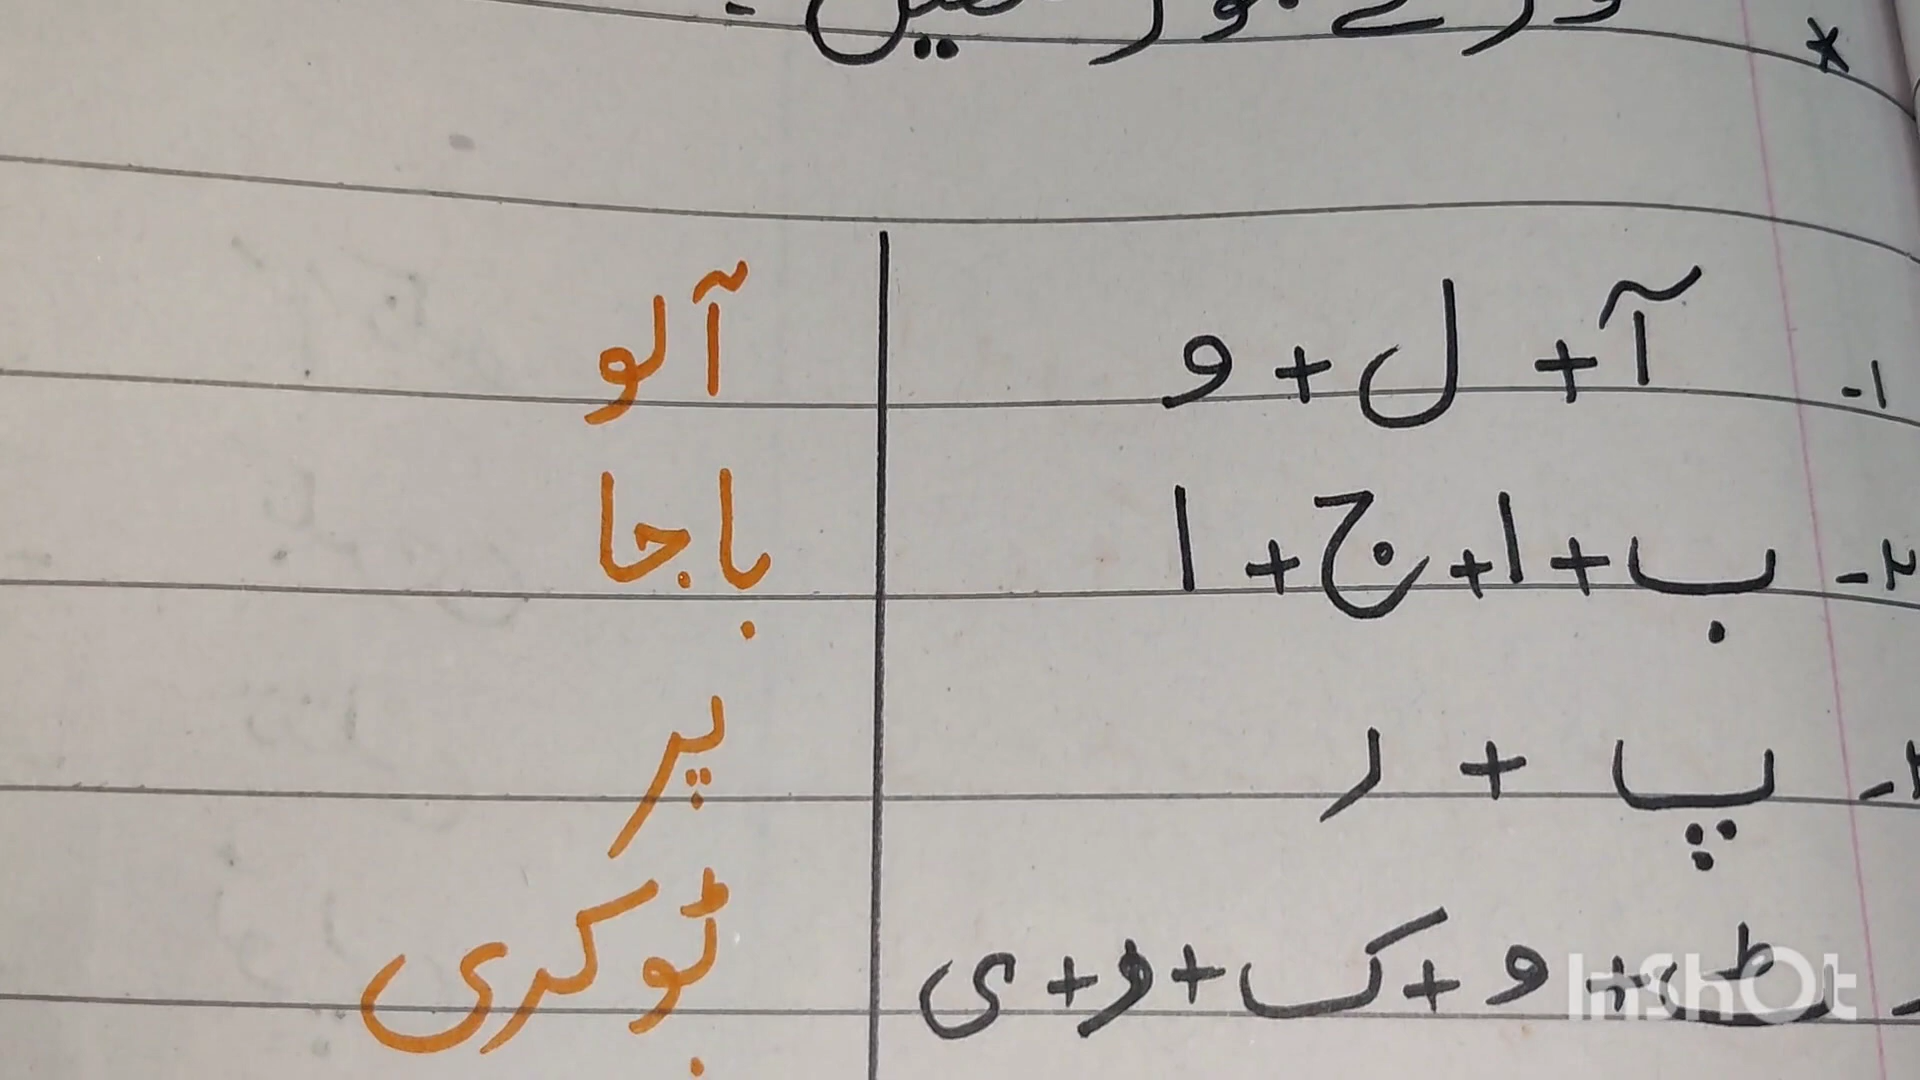 *
۱- آ + ل + و آلو
۲- ب + ا + ج + ا باجا
پ + ر پر
ٹ + و + ک + ر + ی ٹوکری
InShOt